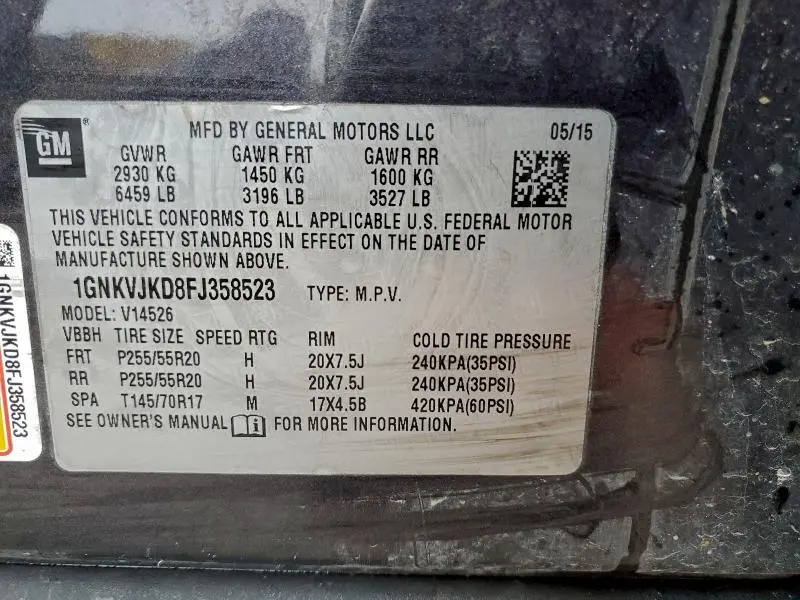 GM
®
MFD BY GENERAL MOTORS LLC 05/15
GVWR GAWR FRT GAWR RR
2930 KG 1450 KG 1600 KG
6459 LB 3196 LB 3527 LB
THIS VEHICLE CONFORMS TO ALL APPLICABLE U.S. FEDERAL MOTOR
VEHICLE SAFETY STANDARDS IN EFFECT ON THE DATE OF
MANUFACTURE SHOWN ABOVE.
1GNKVJKD8FJ358523 TYPE: M.P.V.
MODEL: V14526
VBBH TIRE SIZE SPEED RTG RIM COLD TIRE PRESSURE
FRT P255/55R20 H 20X7.5J 240KPA(35PSI)
RR P255/55R20 H 20X7.5J 240KPA(35PSI)
SPA T145/70R17 M 17X4.5B 420KPA(60PSI)
SEE OWNER'S MANUAL i FOR MORE INFORMATION.
1GNKVJKD8FJ358523